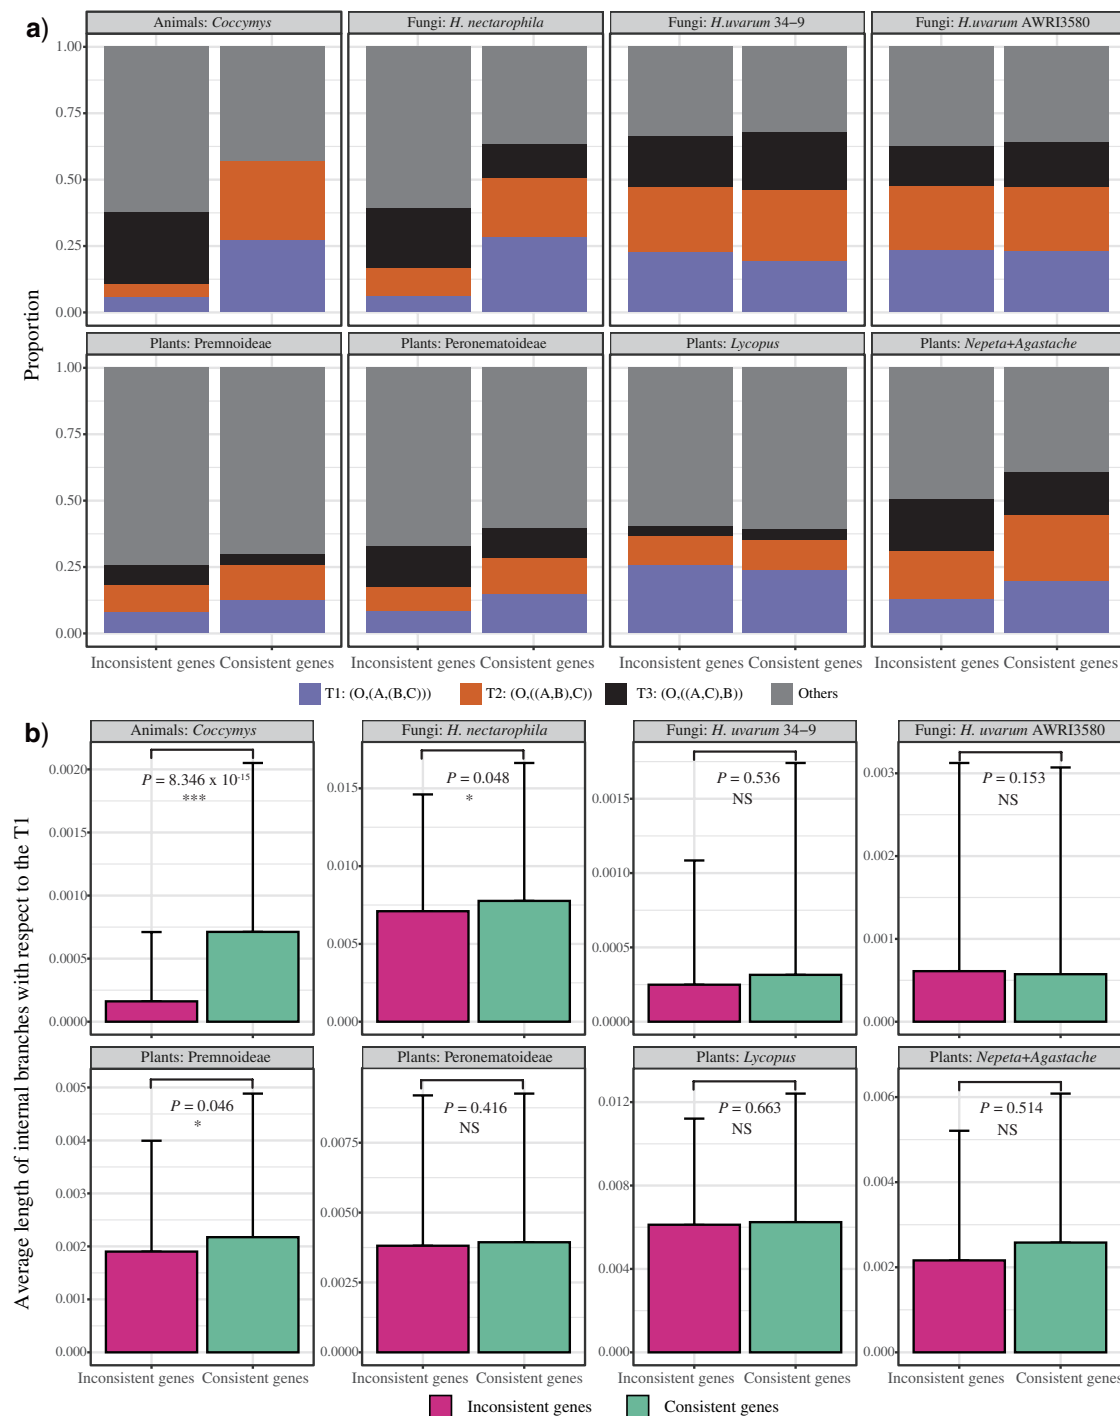 a)
Proportion
Animals: Coccymys
Fungi: H. nectarophila
Fungi: H.uvarum 34−9
Fungi: H.uvarum AWRI3580
1.00
0.75
0.50
0.25
0.00
Plants: Premnoideae
Plants: Peronematoideae
Plants: Lycopus
Plants: Nepeta+Agastache
1.00
0.75
0.50
0.25
0.00
Inconsistent genes Consistent genes
Inconsistent genes Consistent genes
Inconsistent genes Consistent genes
Inconsistent genes Consistent genes
T1: (O,(A,(B,C))) T2: (O,((A,B),C)) T3: (O,((A,C),B)) Others
b)
Average length of internal branches with respect to the T1
Animals: Coccymys
0.0020
0.0015
0.0010
0.0005
0.0000
P = 8.346 x 10-15
***
Fungi: H. nectarophila
0.015
0.010
0.005
0.000
P = 0.048
*
Fungi: H. uvarum 34−9
0.0015
0.0010
0.0005
0.0000
P = 0.536
NS
Fungi: H. uvarum AWRI3580
0.003
0.002
0.001
0.000
P = 0.153
NS
Plants: Premnoideae
0.005
0.004
0.003
0.002
0.001
0.000
P = 0.046
*
Plants: Peronematoideae
0.0075
0.0050
0.0025
0.0000
P = 0.416
NS
Plants: Lycopus
0.012
0.008
0.004
0.000
P = 0.663
NS
Plants: Nepeta+Agastache
0.006
0.004
0.002
0.000
P = 0.514
NS
Inconsistent genes Consistent genes
Inconsistent genes Consistent genes
Inconsistent genes Consistent genes
Inconsistent genes Consistent genes
Inconsistent genes Consistent genes